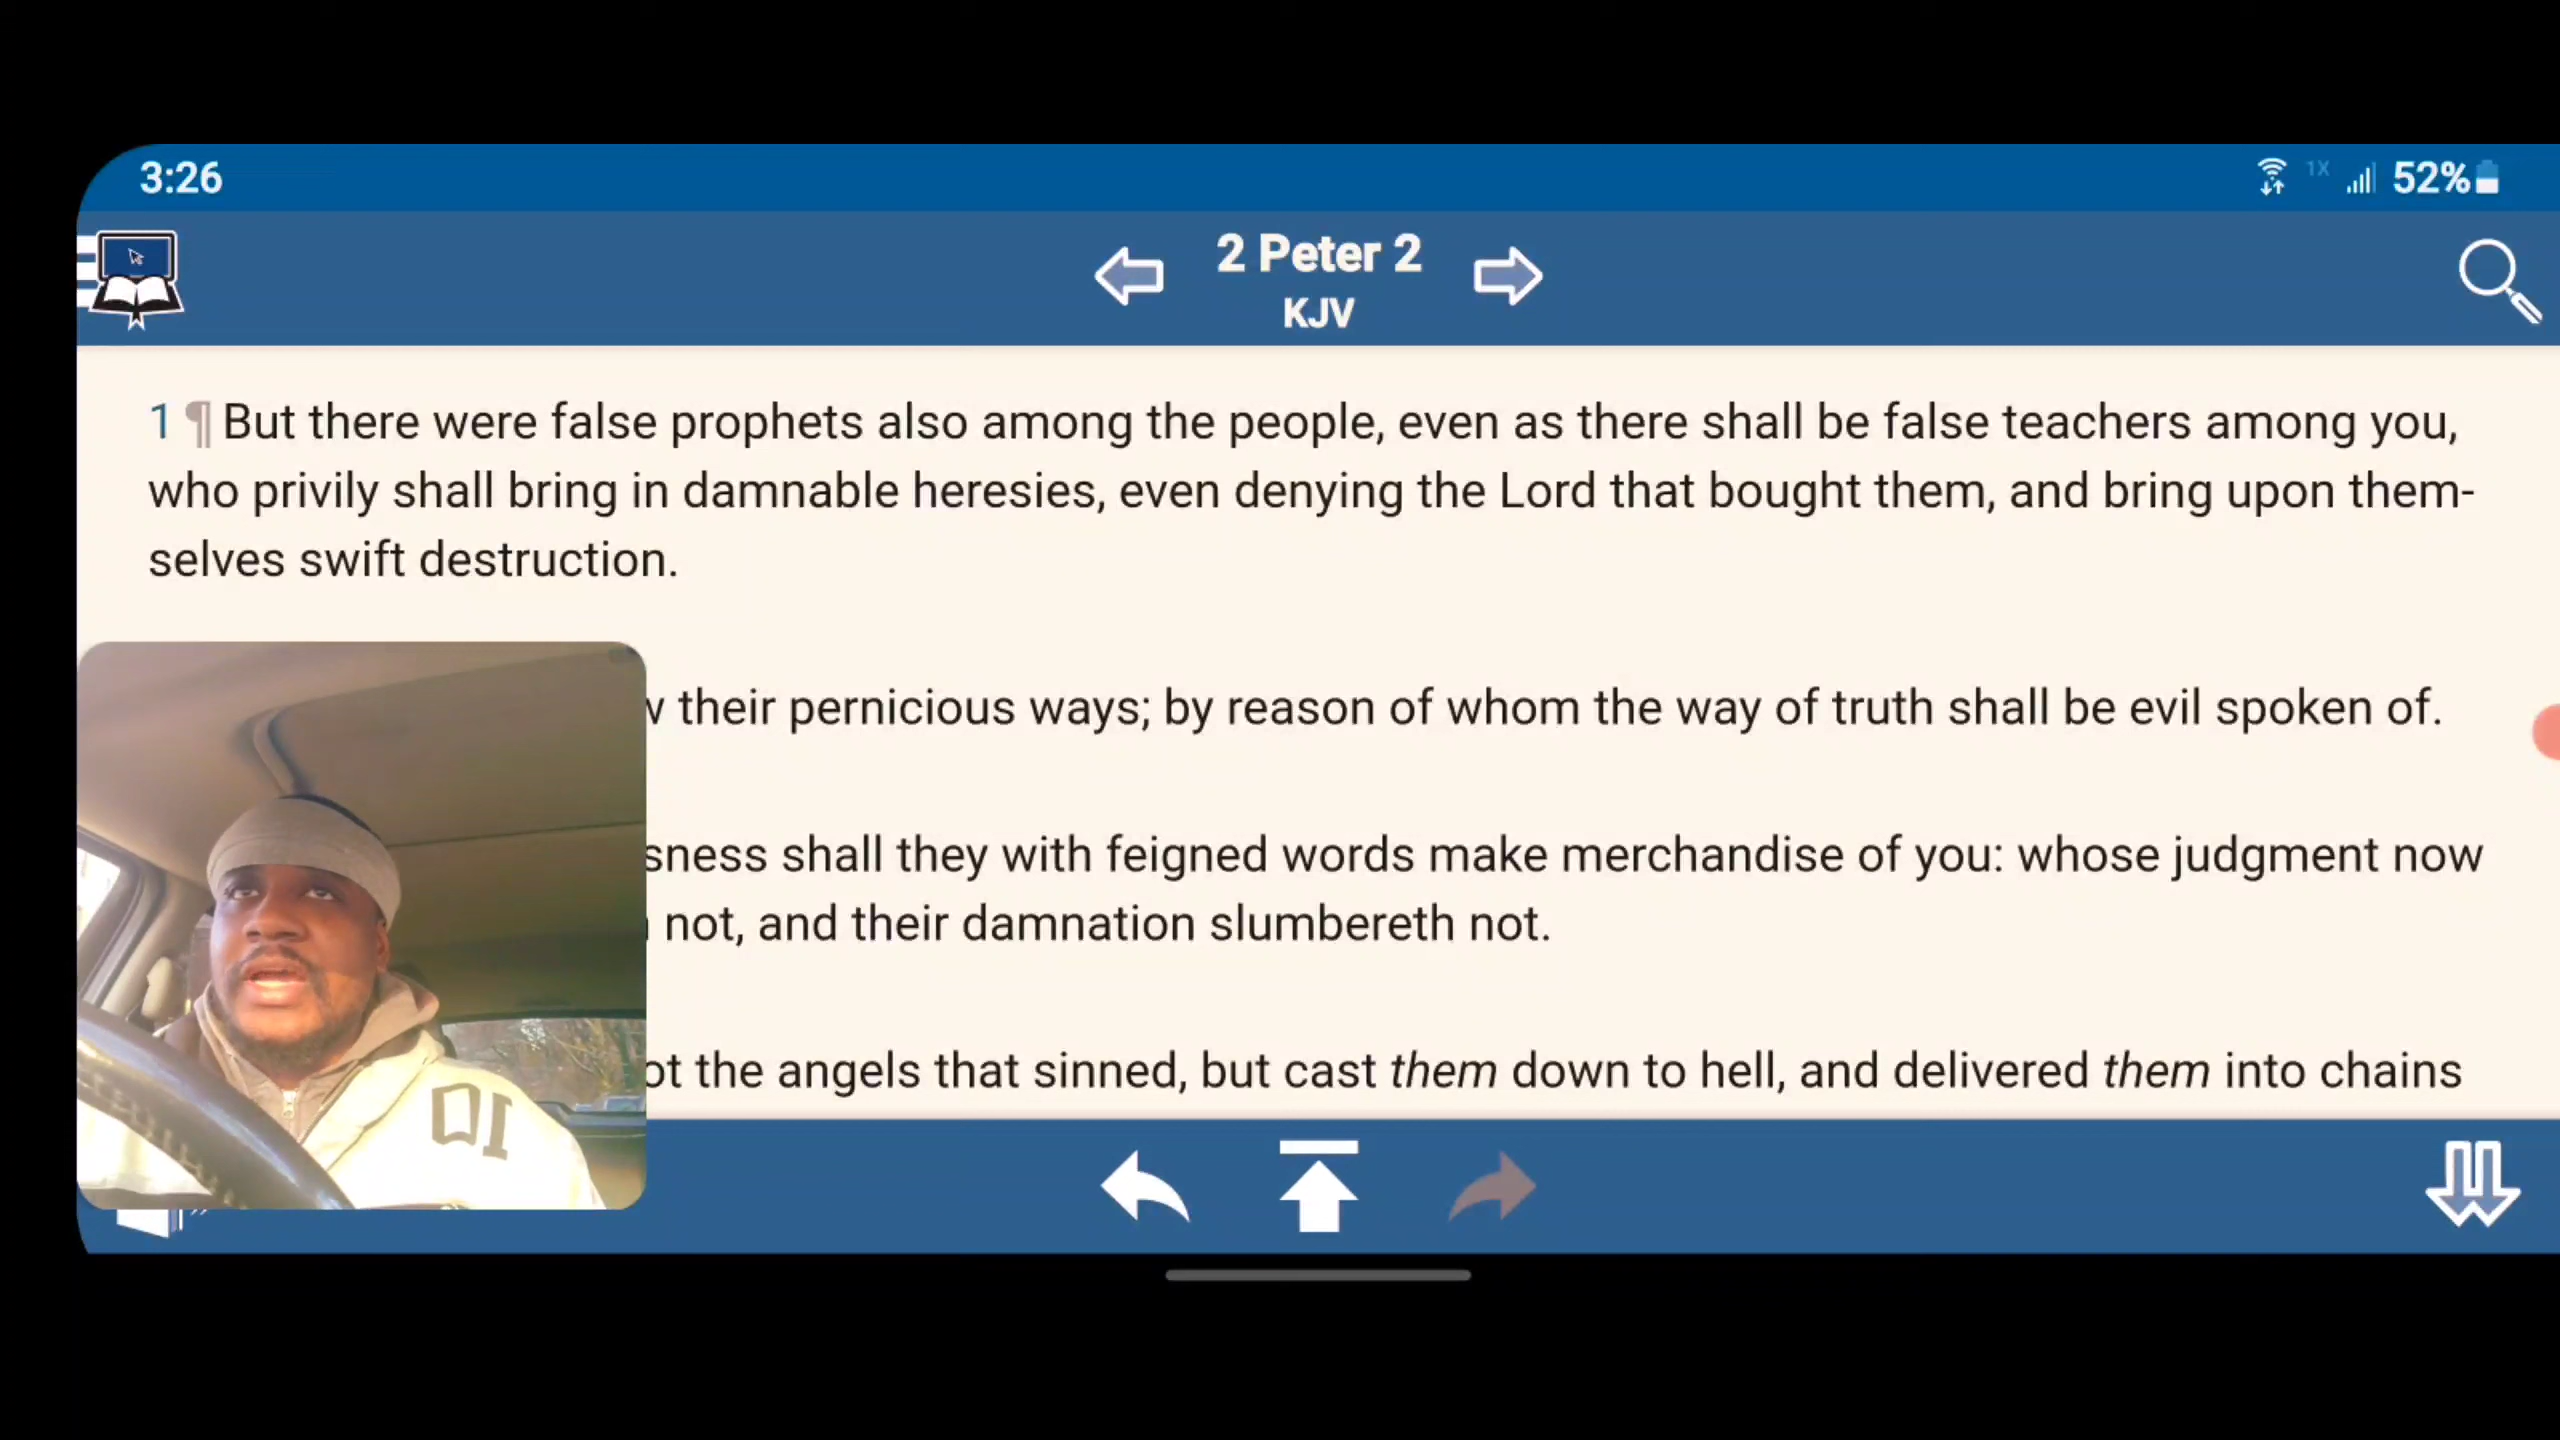 3:26
1X
52%
2 Peter 2
KJV
1 ¶ But there were false prophets also among the people, even as there shall be false teachers among you,
who privily shall bring in damnable heresies, even denying the Lord that bought them, and bring upon them-
selves swift destruction.
their pernicious ways; by reason of whom the way of truth shall be evil spoken of.
sness shall they with feigned words make merchandise of you: whose judgment now
not, and their damnation slumbereth not.
ot the angels that sinned, but cast them down to hell, and delivered them into chains